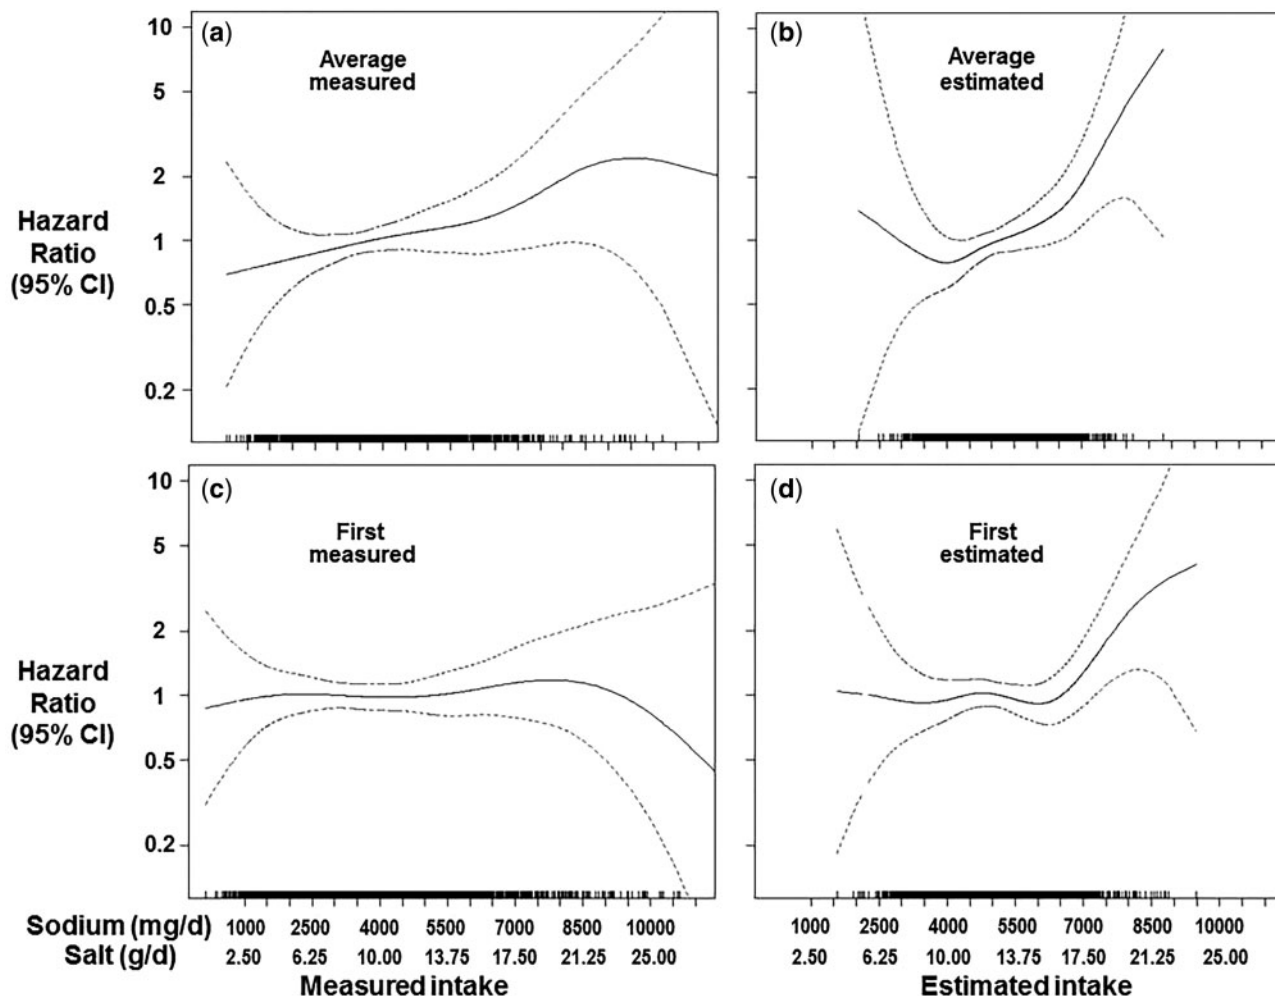 (a)
Average
measured
10
5
2
1
0.5
0.2
Hazard
Ratio
(95% CI)
(b)
Average
estimated
(c)
First
measured
10
5
2
1
0.5
0.2
Hazard
Ratio
(95% CI)
(d)
First
estimated
Sodium (mg/d) 1000 2500 4000 5500 7000 8500 10000
Salt (g/d) 2.50 6.25 10.00 13.75 17.50 21.25 25.00
Measured intake
1000 2500 4000 5500 7000 8500 10000
2.50 6.25 10.00 13.75 17.50 21.25 25.00
Estimated intake